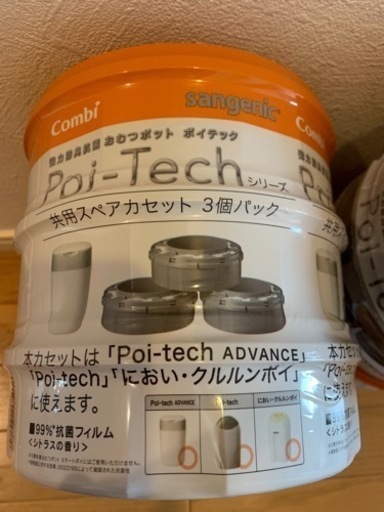 Combi sangenic Combi
強力防臭抗菌 おむつポット ポイテック
Poi-Tech シリーズ
共用スペアカセット 3個パック
本カセットは「Poi-tech ADVANCE」
「Poi-tech」「におい・クルルンポイ」
に使えます。
Poi-tech ADVANCE Poi-tech におい・クルルンポイ
■99%*抗菌フィルム
<シトラスの香り>